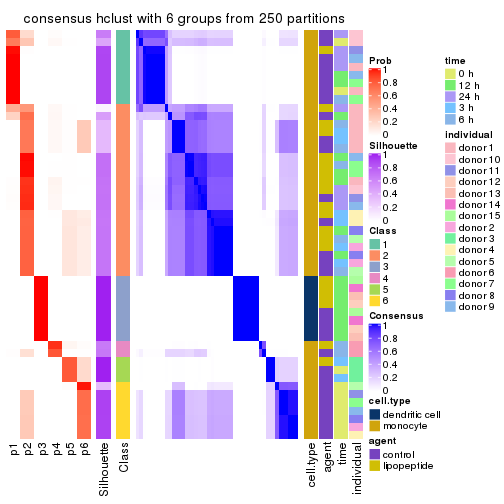 consensus hclust with 6 groups from 250 partitions
Prob
1
0.8
0.6
0.4
0.2
0
Silhouette
1
0.8
0.6
0.4
0.2
0
Class
1
2
3
4
5
6
Consensus
1
0.8
0.6
0.4
0.2
0
cell.type
dendritic cell
monocyte
agent
control
lipopeptide
time
0 h
12 h
24 h
3 h
6 h
individual
donor 1
donor 10
donor 11
donor 12
donor 13
donor 14
donor 15
donor 2
donor 3
donor 4
donor 5
donor 6
donor 7
donor 8
donor 9
p1
p2
p3
p4
p5
p6
Silhouette
Class
cell.type
agent
time
individual